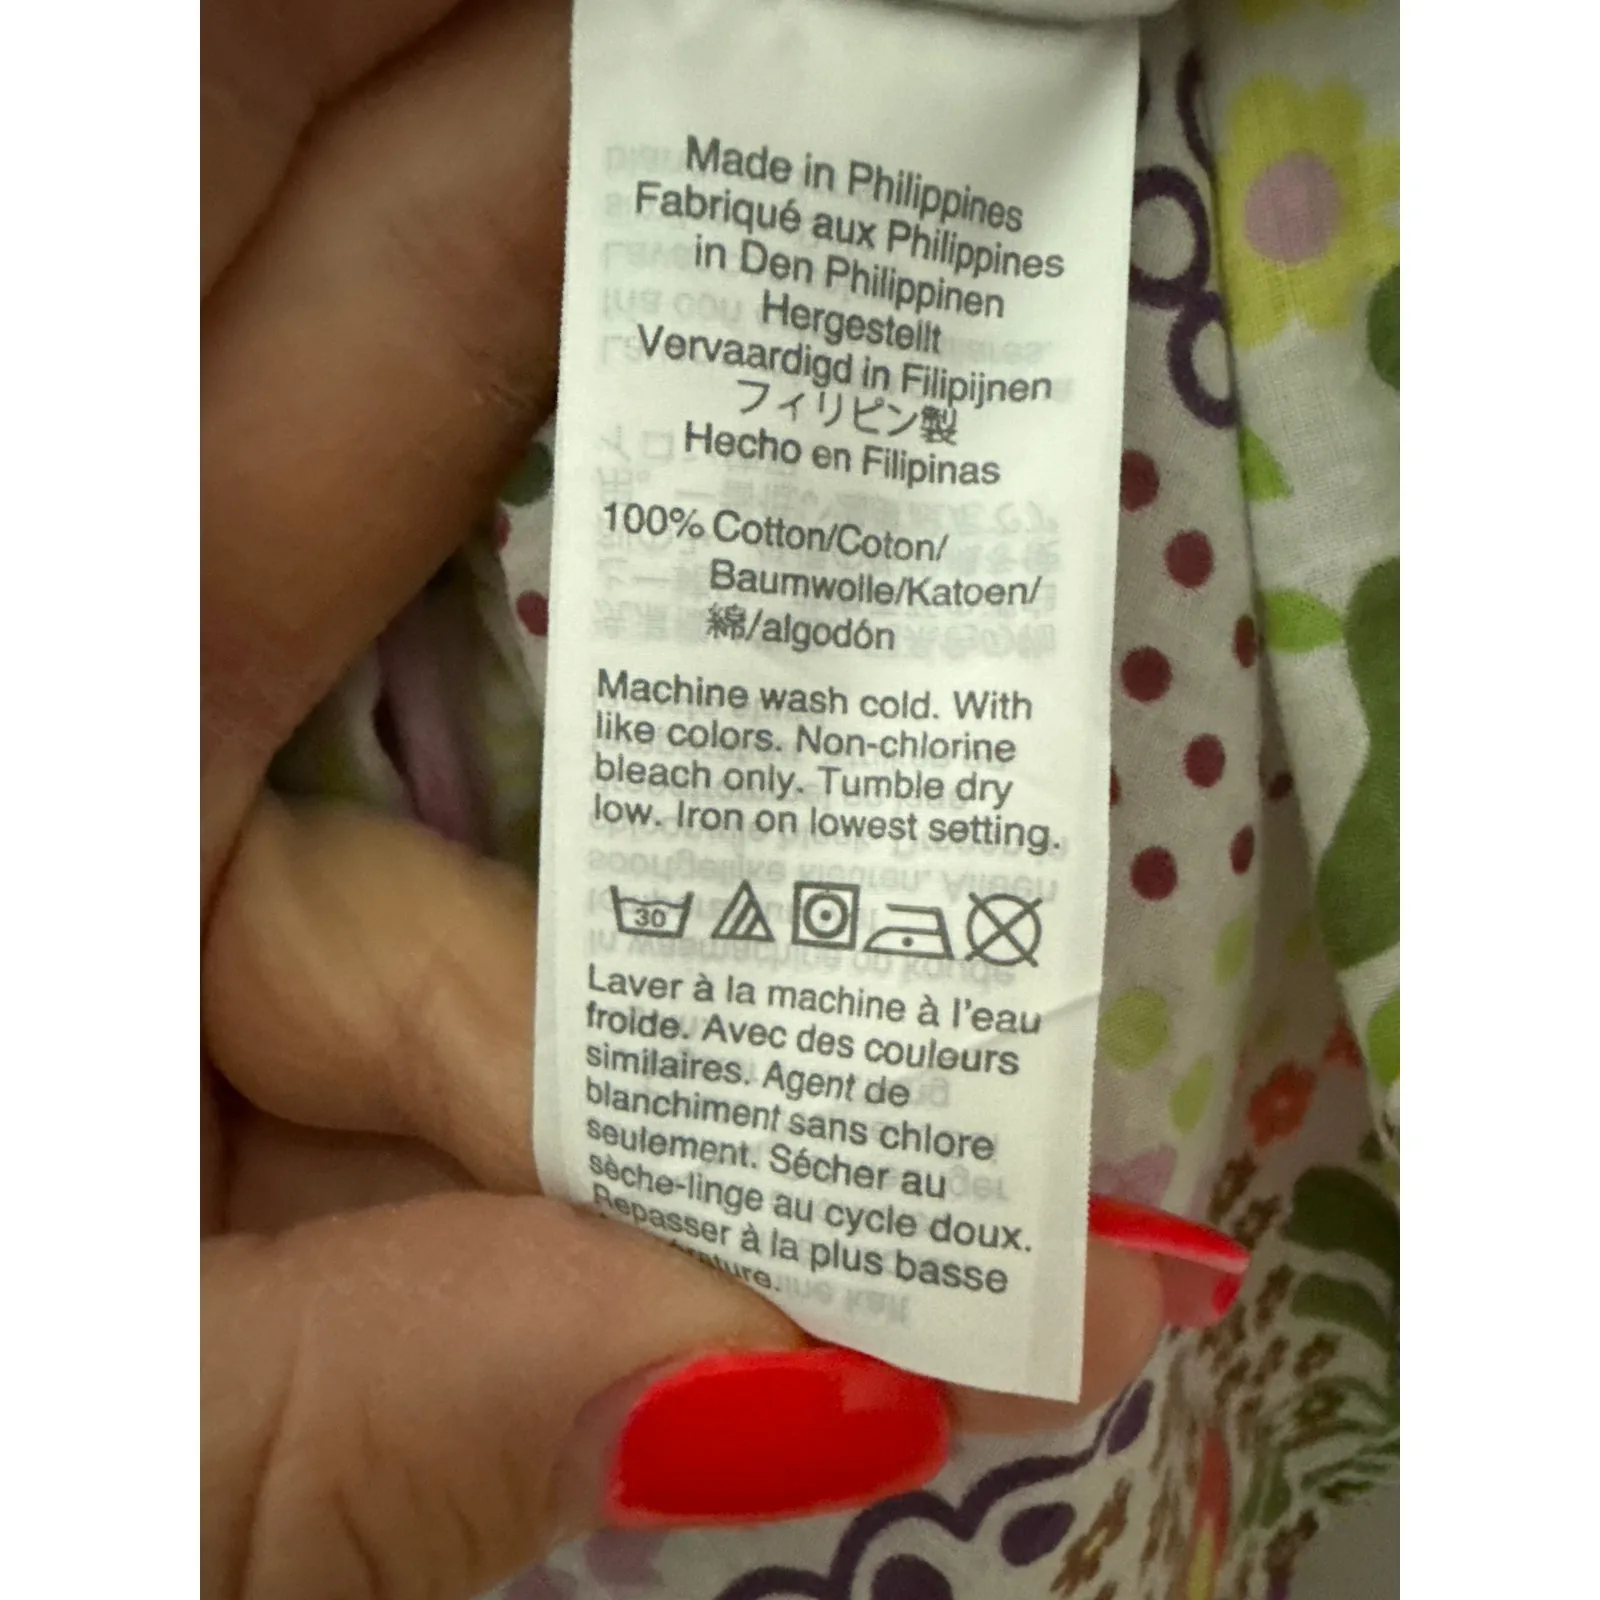 Made in Philippines
Fabriqué aux Philippines
in Den Philippinen
Hergestellt
Vervaardigd in Filipijnen
フィリピン製
Hecho en Filipinas
100% Cotton/Coton/
Baumwolle/Katoen/
綿/algodón
Machine wash cold. With
like colors. Non-chlorine
bleach only. Tumble dry
low. Iron on lowest setting.
30
Laver à la machine à l'eau
froide. Avec des couleurs
similaires. Agent de
blanchiment sans chlore
seulement. Sécher au
sèche-linge au cycle doux.
Repasser à la plus basse